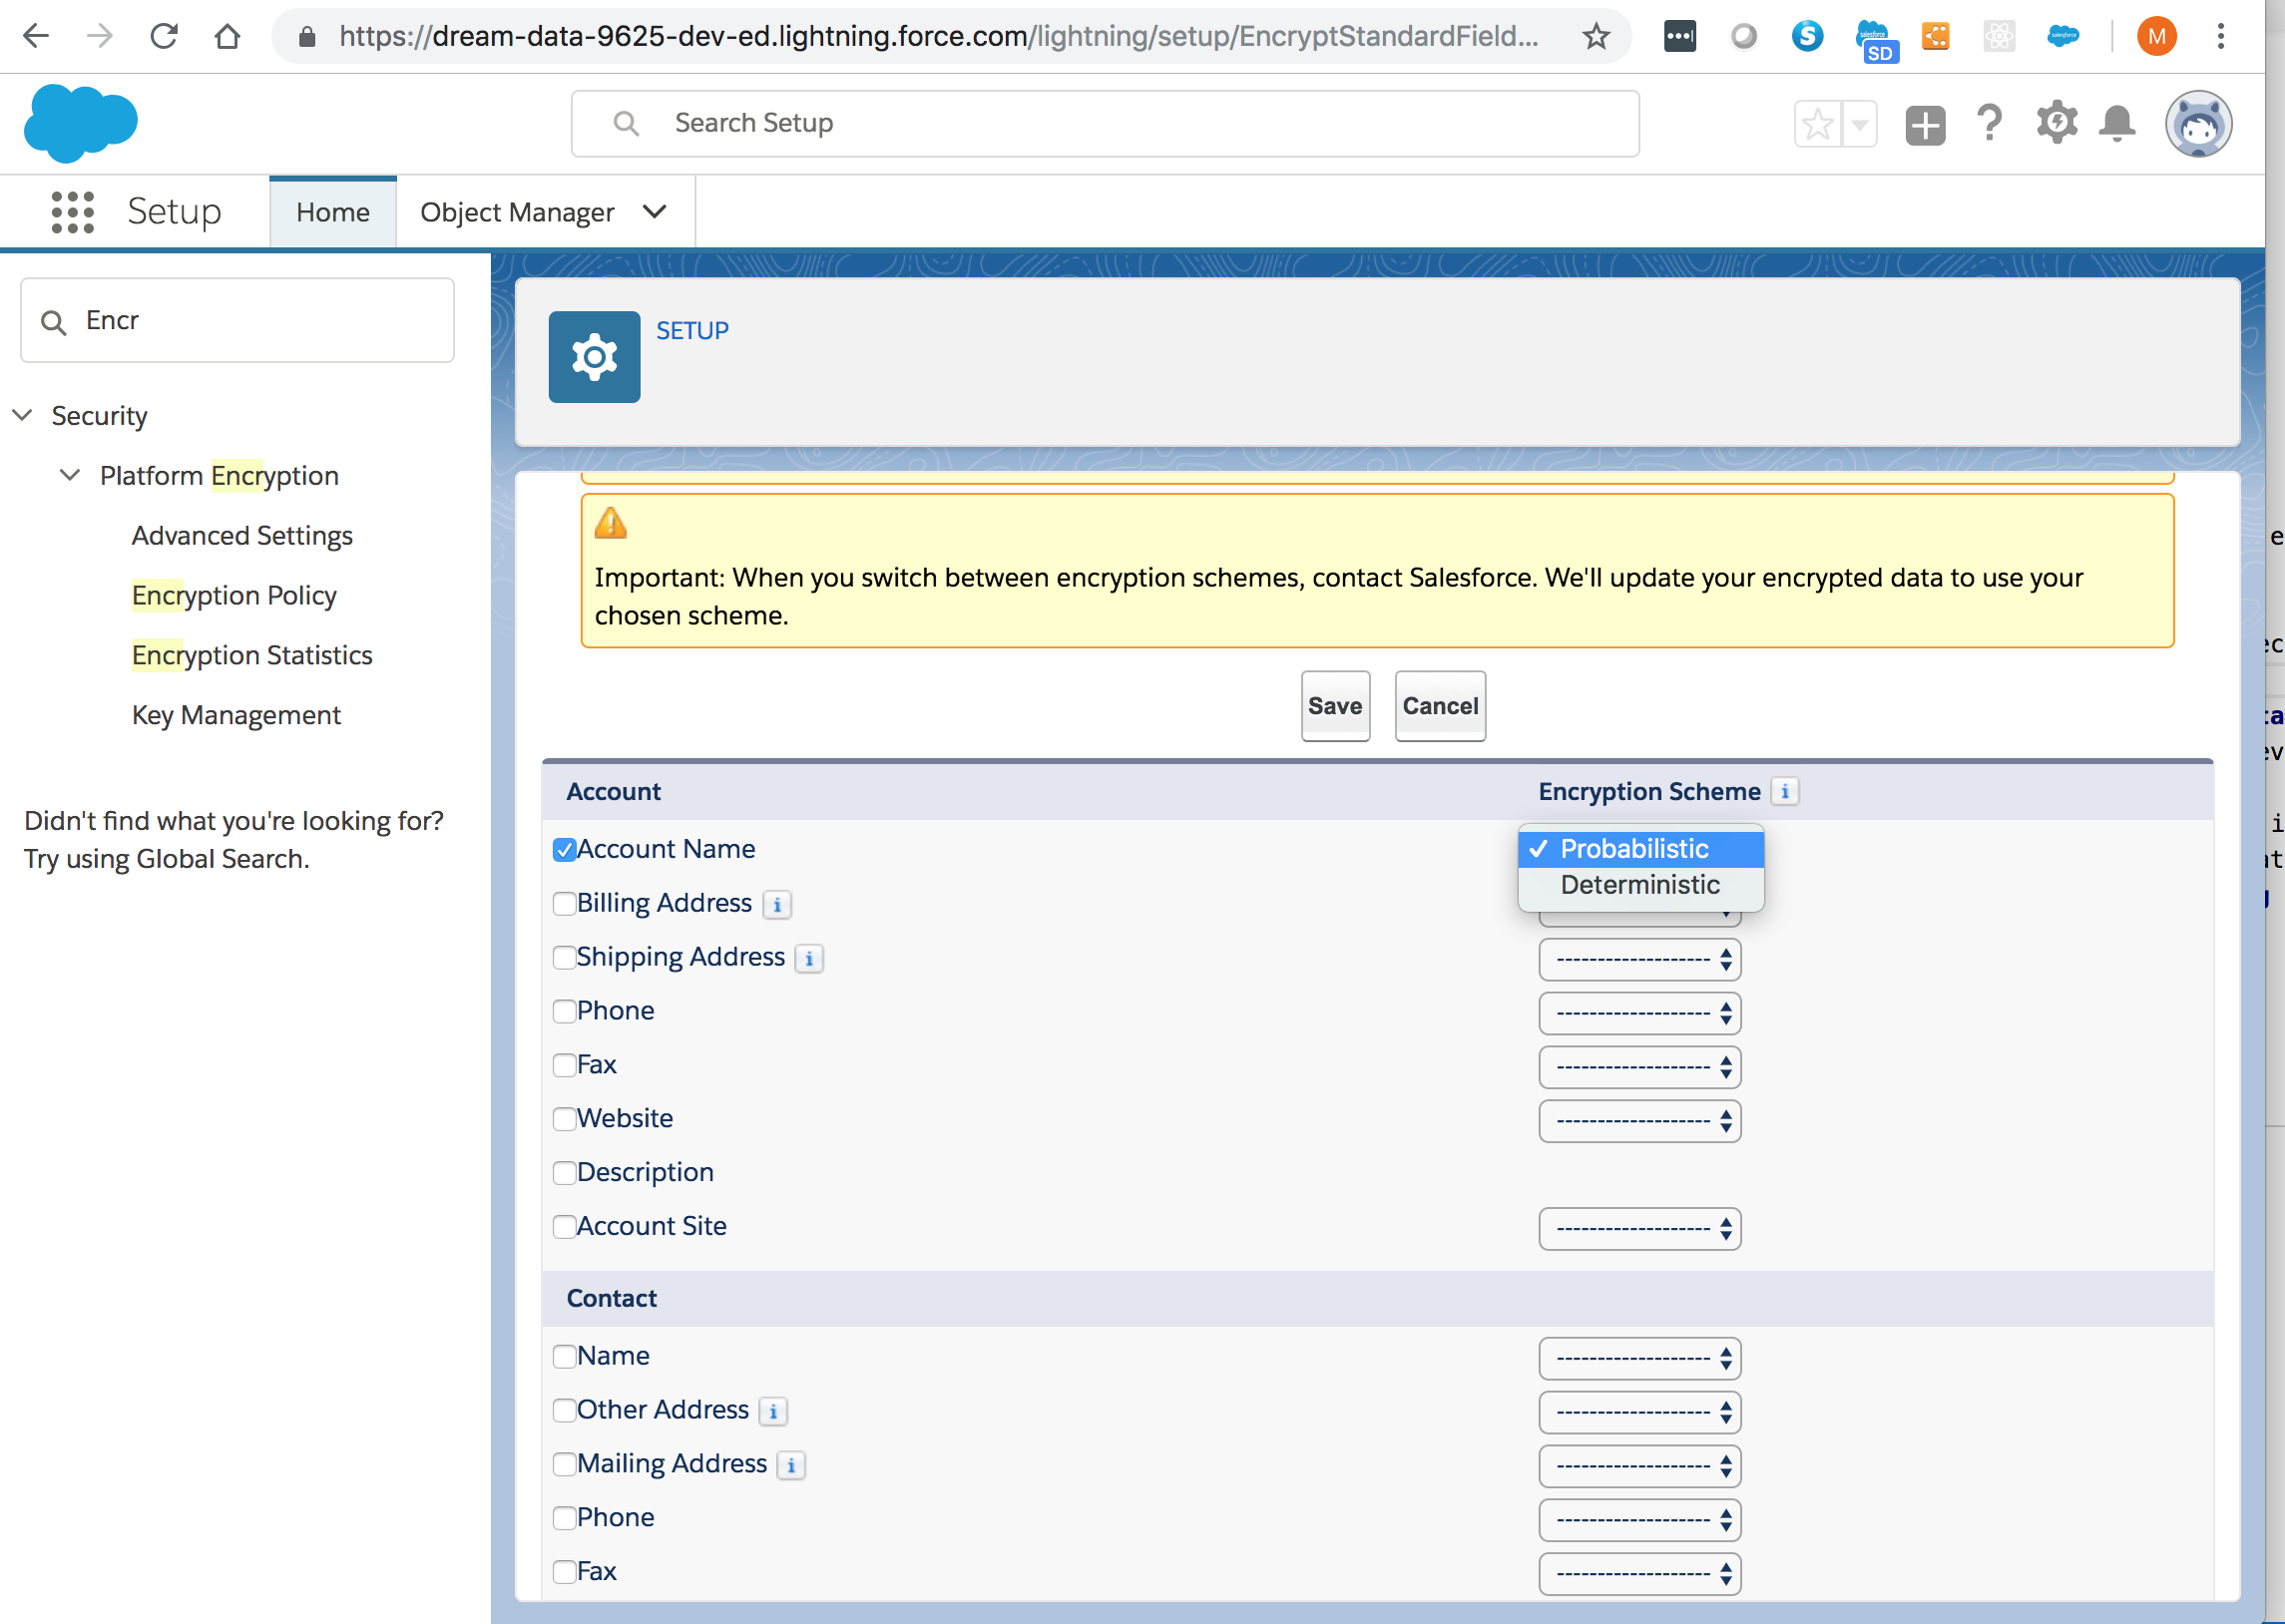 https://dream-data-9625-dev-ed.lightning.force.com/lightning/setup/EncryptStandardField...
S
salesforce
SD
salesforce
M
Search Setup
Setup
Home
Object Manager
Encr
SETUP
Security
Platform Encryption
Advanced Settings
Encryption Policy
Encryption Statistics
Key Management
Didn't find what you're looking for?
Try using Global Search.
Important: When you switch between encryption schemes, contact Salesforce. We'll update your encrypted data to use your
chosen scheme.
Save
Cancel
Account
Encryption Scheme
Account Name
Probabilistic
Deterministic
Billing Address
Shipping Address
-------------------
Phone
-------------------
Fax
-------------------
Website
-------------------
Description
Account Site
-------------------
Contact
Name
-------------------
Other Address
-------------------
Mailing Address
-------------------
Phone
-------------------
Fax
-------------------